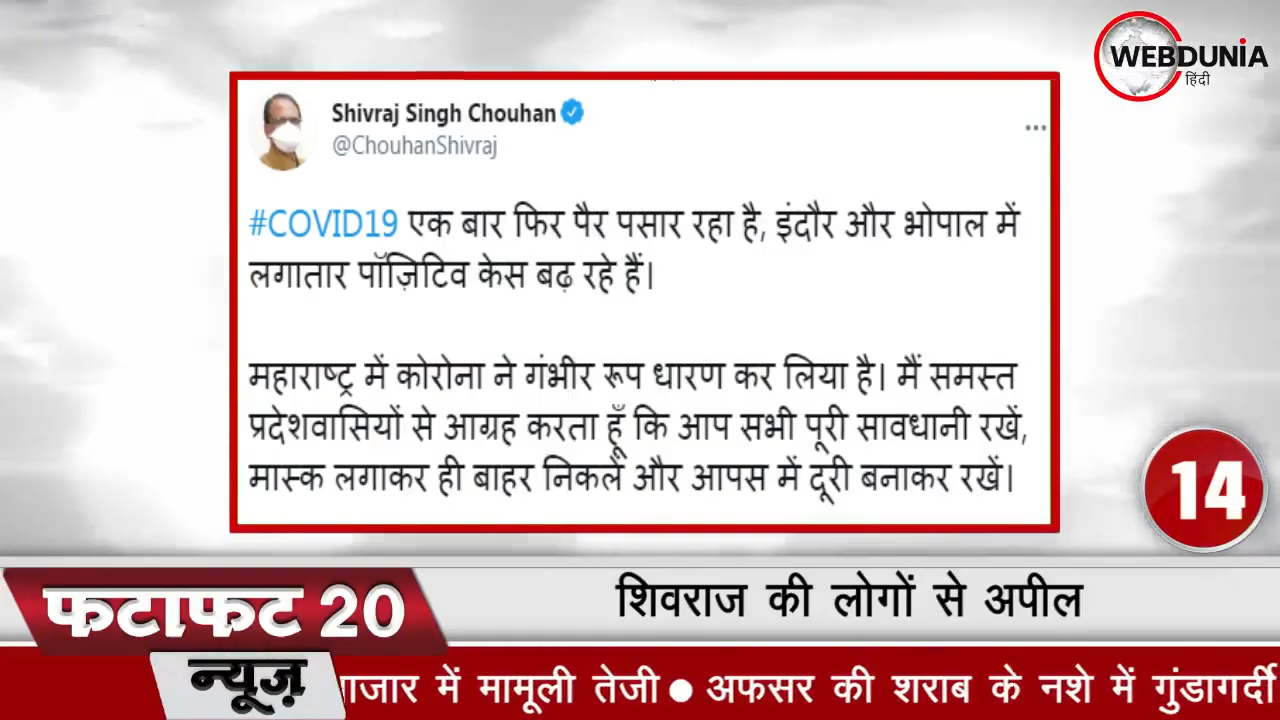 WEBDUNIA
हिंदी
Shivraj Singh Chouhan
@ChouhanShivraj
#COVID19 एक बार फिर पैर पसार रहा है, इंदौर और भोपाल में
लगातार पॉज़िटिव केस बढ़ रहे हैं।
महाराष्ट्र में कोरोना ने गंभीर रूप धारण कर लिया है। मैं समस्त
प्रदेशवासियों से आग्रह करता हूँ कि आप सभी पूरी सावधानी रखें,
मास्क लगाकर ही बाहर निकलें और आपस में दूरी बनाकर रखें।
14
शिवराज की लोगों से अपील
फटाफट 20
न्यूज़
में मामूली तेजी ● अफसर की शराब के नशे में गुंडागर्दी